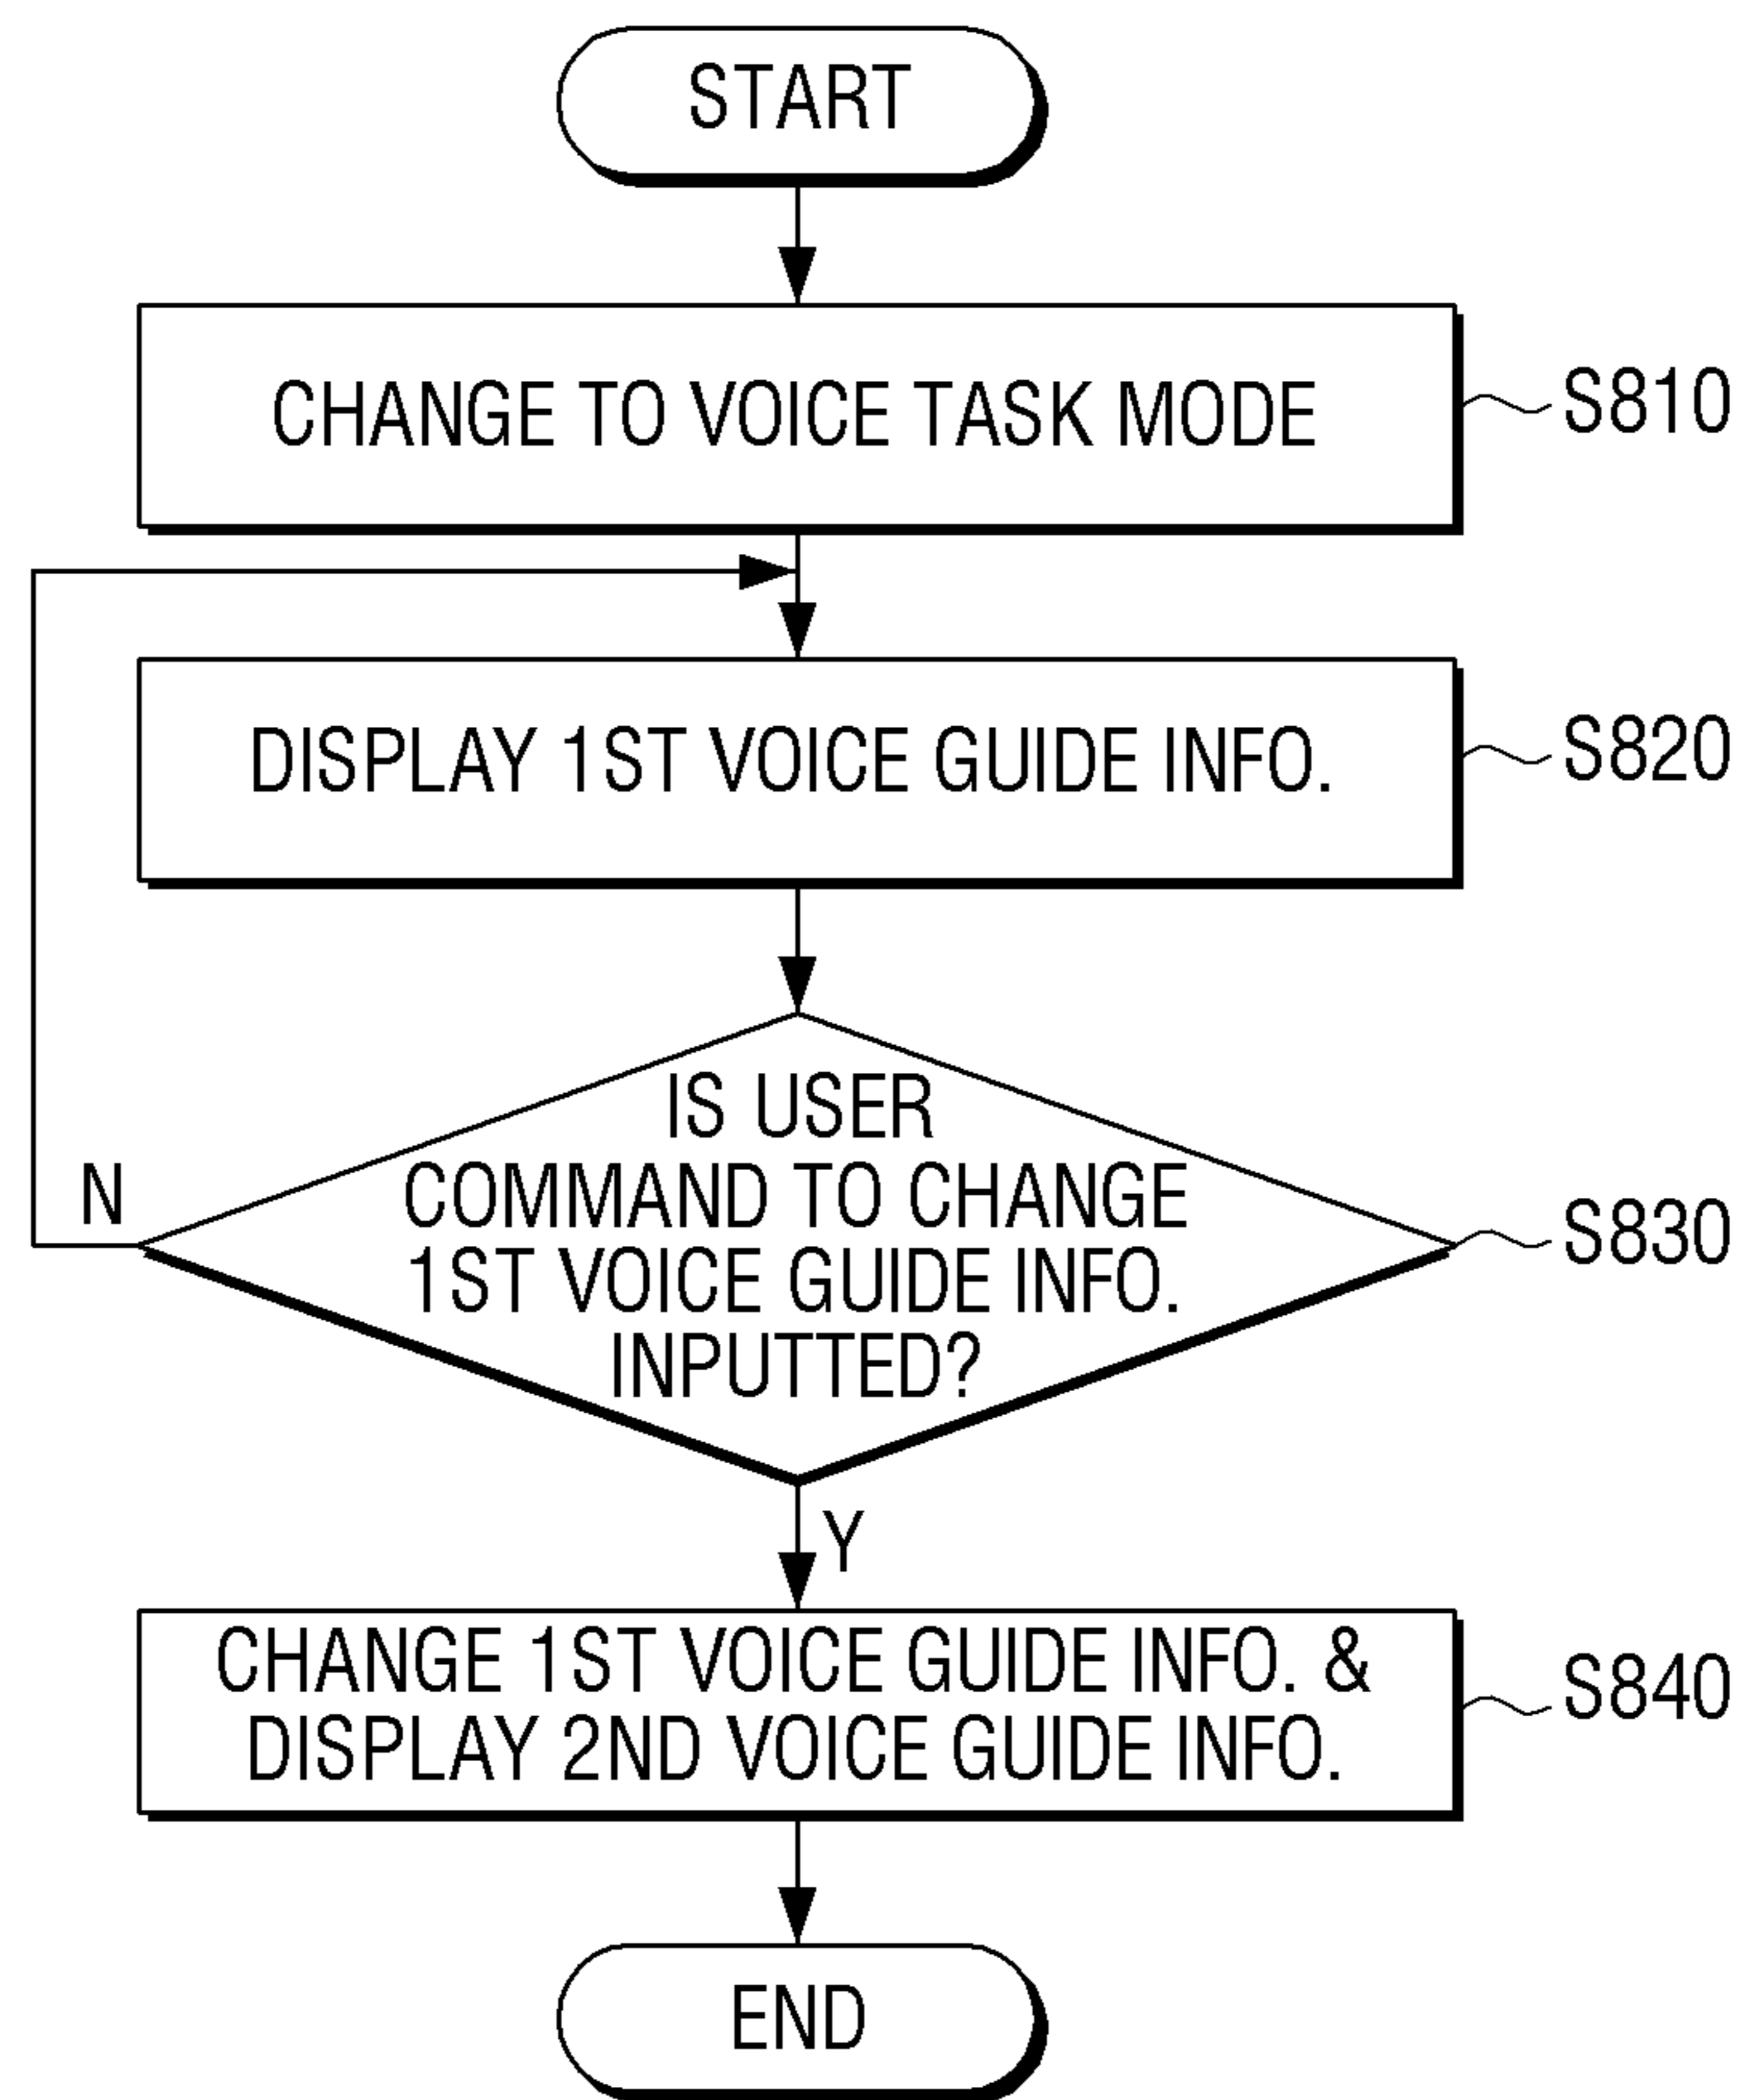 START
CHANGE TO VOICE TASK MODE
S810
DISPLAY 1ST VOICE GUIDE INFO.
S820
IS USER
COMMAND TO CHANGE
1ST VOICE GUIDE INFO.
INPUTTED?
N
S830
Y
CHANGE 1ST VOICE GUIDE INFO. &
DISPLAY 2ND VOICE GUIDE INFO.
S840
END